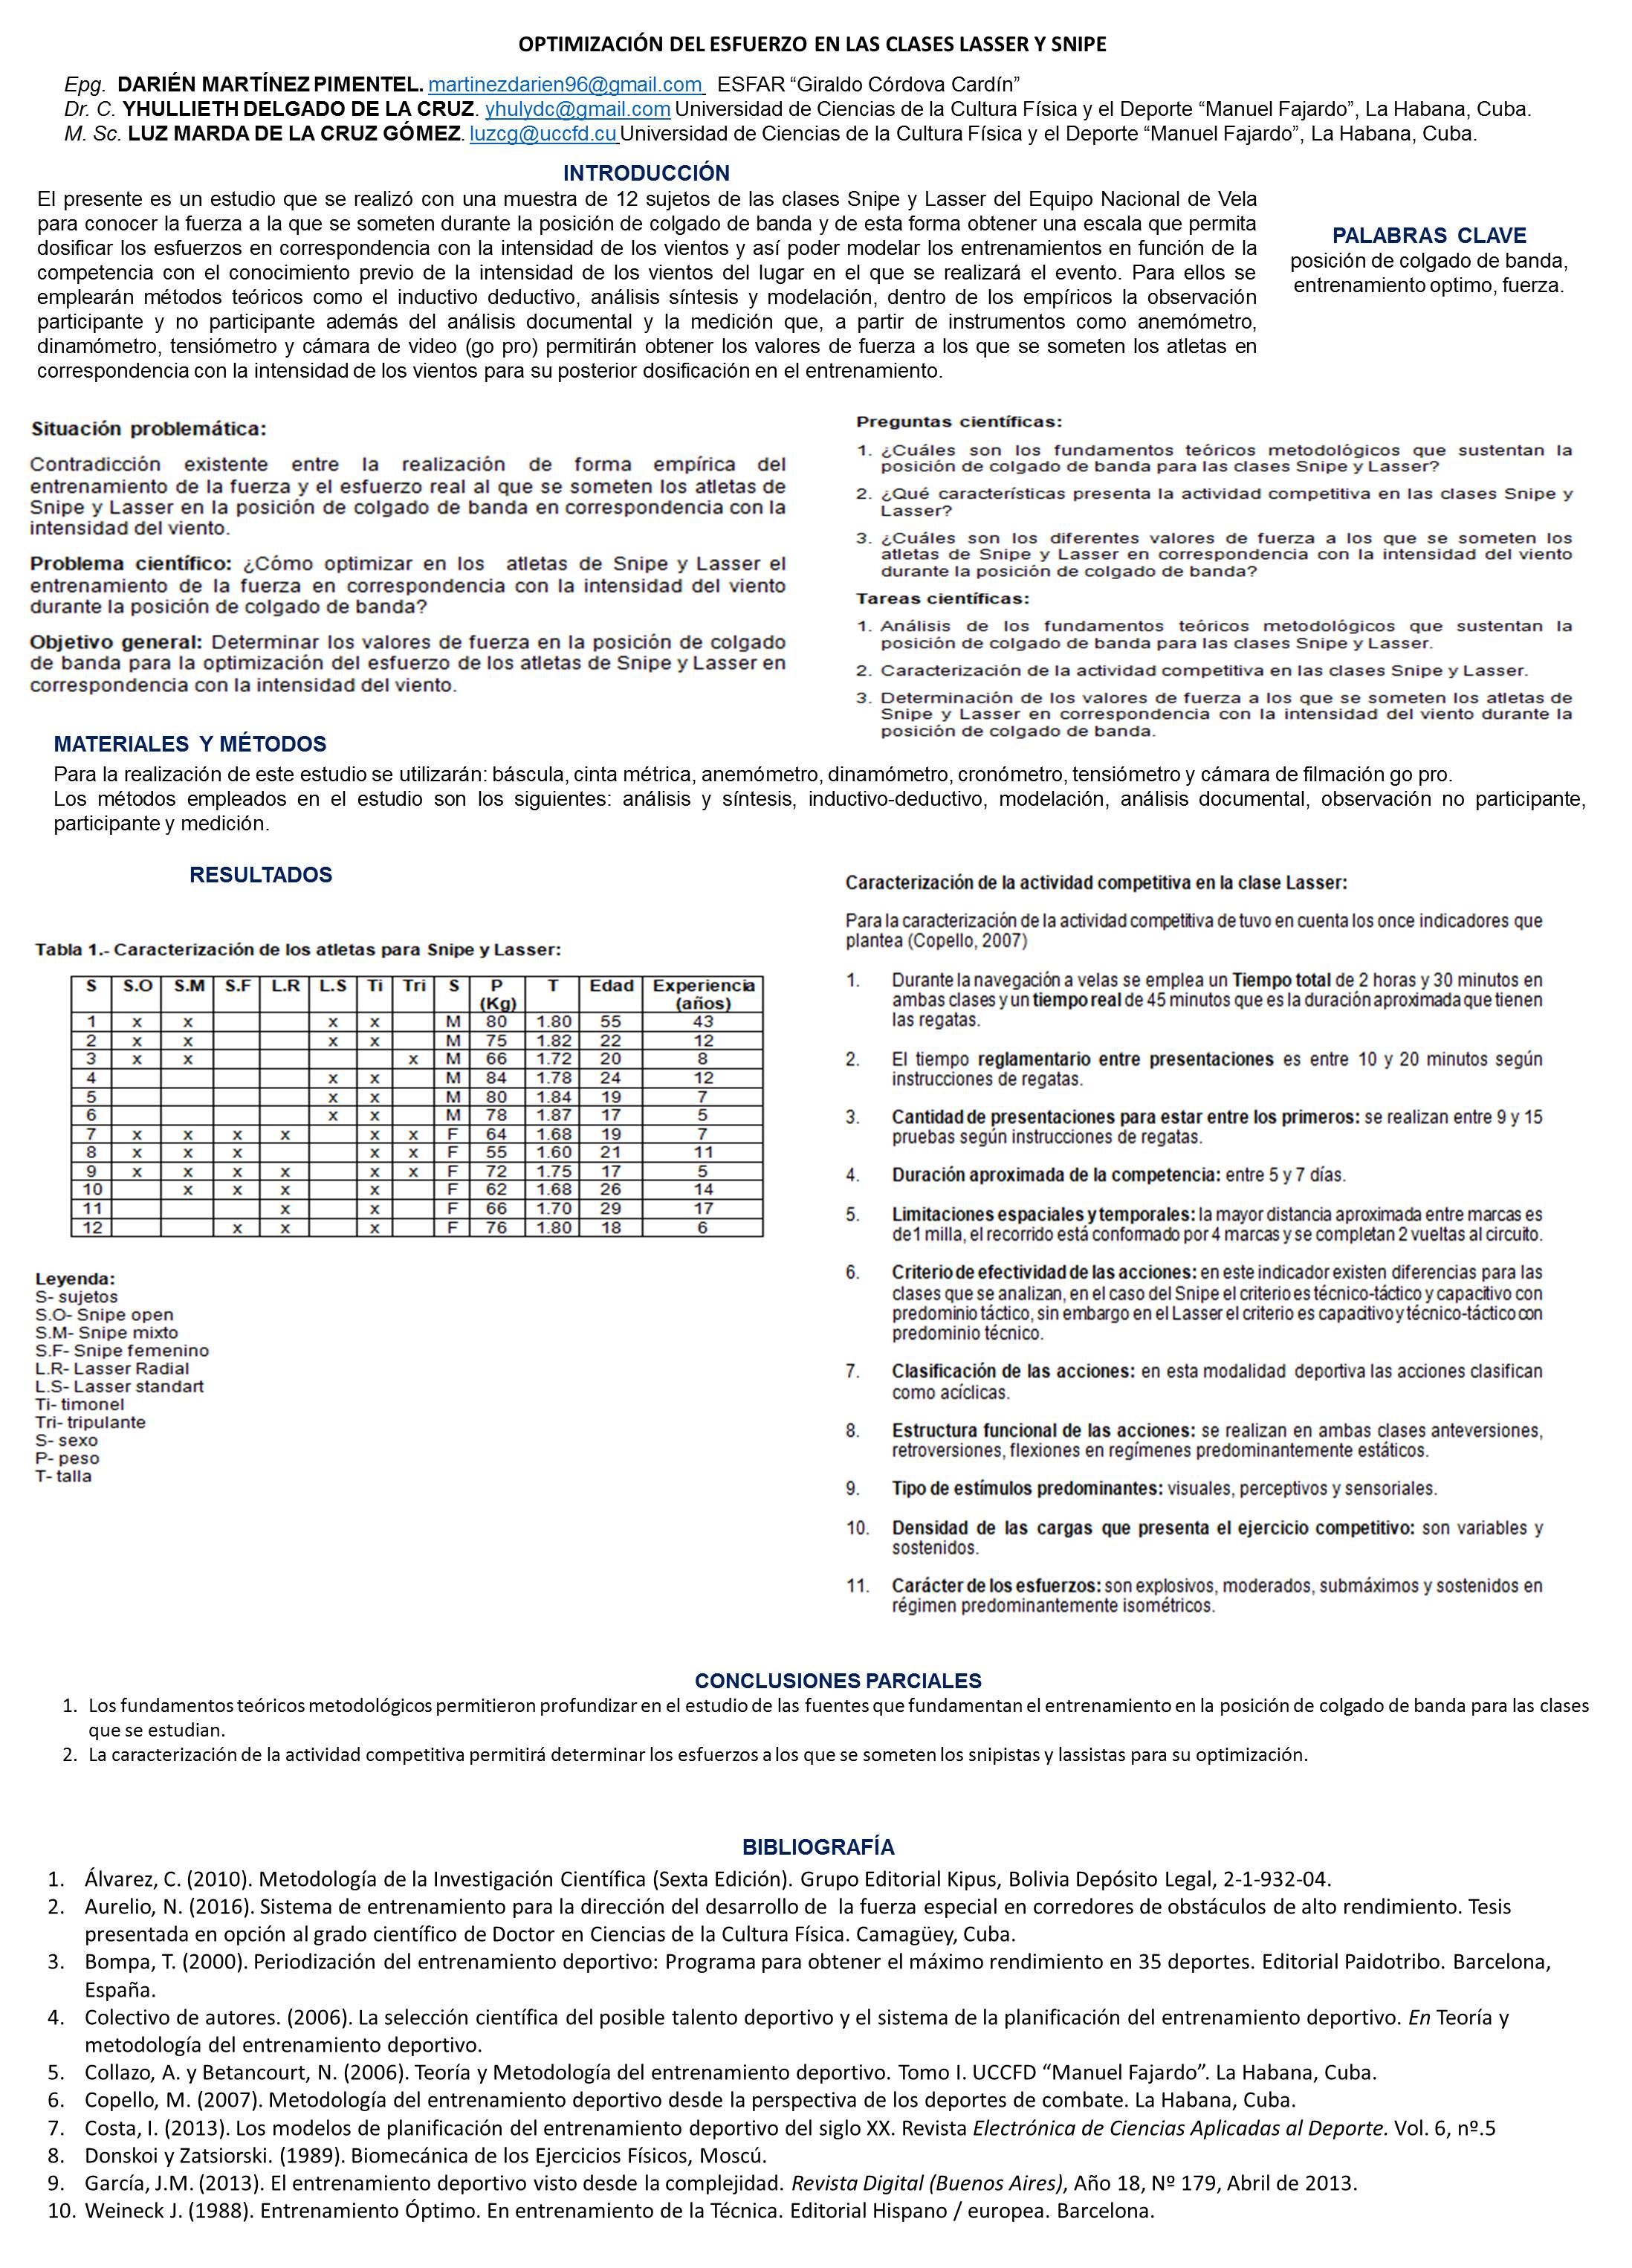 OPTIMIZACIÓN DEL ESFUERZO EN LAS CLASES LASSER Y SNIPE
Epg. DARIÉN MARTÍNEZ PIMENTEL. martinezdarien96@gmail.com ESFAR “Giraldo Córdova Cardín”
Dr. C. YHULLIETH DELGADO DE LA CRUZ. yhulydc@gmail.com Universidad de Ciencias de la Cultura Física y el Deporte “Manuel Fajardo”, La Habana, Cuba.
M. Sc. LUZ MARDA DE LA CRUZ GÓMEZ. luzcg@uccfd.cu Universidad de Ciencias de la Cultura Física y el Deporte “Manuel Fajardo”, La Habana, Cuba.
INTRODUCCIÓN
El presente es un estudio que se realizó con una muestra de 12 sujetos de las clases Snipe y Lasser del Equipo Nacional de Vela
para conocer la fuerza a la que se someten durante la posición de colgado de banda y de esta forma obtener una escala que permita
dosificar los esfuerzos en correspondencia con la intensidad de los vientos y así poder modelar los entrenamientos en función de la
competencia con el conocimiento previo de la intensidad de los vientos del lugar en el que se realizará el evento. Para ellos se
emplearán métodos teóricos como el inductivo deductivo, análisis síntesis y modelación, dentro de los empíricos la observación
participante y no participante además del análisis documental y la medición que, a partir de instrumentos como anemómetro,
dinamómetro, tensiómetro y cámara de video (go pro) permitirán obtener los valores de fuerza a los que se someten los atletas en
correspondencia con la intensidad de los vientos para su posterior dosificación en el entrenamiento.
PALABRAS CLAVE
posición de colgado de banda,
entrenamiento optimo, fuerza.
Situación problemática:
Contradicción existente entre la realización de forma empírica del
entrenamiento de la fuerza y el esfuerzo real al que se someten los atletas de
Snipe y Lasser en la posición de colgado de banda en correspondencia con la
intensidad del viento.
Problema científico: ¿Cómo optimizar en los atletas de Snipe y Lasser el
entrenamiento de la fuerza en correspondencia con la intensidad del viento
durante la posición de colgado de banda?
Objetivo general: Determinar los valores de fuerza en la posición de colgado
de banda para la optimización del esfuerzo de los atletas de Snipe y Lasser en
correspondencia con la intensidad del viento.
Preguntas científicas:
1. ¿Cuáles son los fundamentos teóricos metodológicos que sustentan la
posición de colgado de banda para las clases Snipe y Lasser?
2. ¿Qué características presenta la actividad competitiva en las clases Snipe y
Lasser?
3. ¿Cuáles son los diferentes valores de fuerza a los que se someten los
atletas de Snipe y Lasser en correspondencia con la intensidad del viento
durante la posición de colgado de banda?
Tareas científicas:
1. Análisis de los fundamentos teóricos metodológicos que sustentan la
posición de colgado de banda para las clases Snipe y Lasser.
2. Caracterización de la actividad competitiva en las clases Snipe y Lasser.
3. Determinación de los valores de fuerza a los que se someten los atletas de
Snipe y Lasser en correspondencia con la intensidad del viento durante la
posición de colgado de banda.
MATERIALES Y MÉTODOS
Para la realización de este estudio se utilizarán: báscula, cinta métrica, anemómetro, dinamómetro, cronómetro, tensiómetro y cámara de filmación go pro.
Los métodos empleados en el estudio son los siguientes: análisis y síntesis, inductivo-deductivo, modelación, análisis documental, observación no participante,
participante y medición.
RESULTADOS
Tabla 1.- Caracterización de los atletas para Snipe y Lasser:
S S.O S.M S.F L.R L.S Ti Tri S P (Kg) T Edad Experiencia (años)
1 x x x x M 80 1.80 55 43
2 x x x x M 75 1.82 22 12
3 x x x M 66 1.72 20 8
4 x x M 84 1.78 24 12
5 x x M 80 1.84 19 7
6 x x M 78 1.87 17 5
7 x x x x x x F 64 1.68 19 7
8 x x x x x F 55 1.60 21 11
9 x x x x x x F 72 1.75 17 5
10 x x x x F 62 1.68 26 14
11 x x F 66 1.70 29 17
12 x x x F 76 1.80 18 6
Leyenda:
S- sujetos
S.O- Snipe open
S.M- Snipe mixto
S.F- Snipe femenino
L.R- Lasser Radial
L.S- Lasser standart
Ti- timonel
Tri- tripulante
S- sexo
P- peso
T- talla
Caracterización de la actividad competitiva en la clase Lasser:
Para la caracterización de la actividad competitiva de tuvo en cuenta los once indicadores que
plantea (Copello, 2007)
1. Durante la navegación a velas se emplea un Tiempo total de 2 horas y 30 minutos en
ambas clases y un tiempo real de 45 minutos que es la duración aproximada que tienen
las regatas.
2. El tiempo reglamentario entre presentaciones es entre 10 y 20 minutos según
instrucciones de regatas.
3. Cantidad de presentaciones para estar entre los primeros: se realizan entre 9 y 15
pruebas según instrucciones de regatas.
4. Duración aproximada de la competencia: entre 5 y 7 días.
5. Limitaciones espaciales y temporales: la mayor distancia aproximada entre marcas es
de1 milla, el recorrido está conformado por 4 marcas y se completan 2 vueltas al circuito.
6. Criterio de efectividad de las acciones: en este indicador existen diferencias para las
clases que se analizan, en el caso del Snipe el criterio es técnico-táctico y capacitivo con
predominio táctico, sin embargo en el Lasser el criterio es capacitivo y técnico-táctico con
predominio técnico.
7. Clasificación de las acciones: en esta modalidad deportiva las acciones clasifican
como acíclicas.
8. Estructura funcional de las acciones: se realizan en ambas clases anteversiones,
retroversiones, flexiones en regímenes predominantemente estáticos.
9. Tipo de estímulos predominantes: visuales, perceptivos y sensoriales.
10. Densidad de las cargas que presenta el ejercicio competitivo: son variables y
sostenidos.
11. Carácter de los esfuerzos: son explosivos, moderados, submáximos y sostenidos en
régimen predominantemente isométricos.
CONCLUSIONES PARCIALES
1. Los fundamentos teóricos metodológicos permitieron profundizar en el estudio de las fuentes que fundamentan el entrenamiento en la posición de colgado de banda para las clases
que se estudian.
2. La caracterización de la actividad competitiva permitirá determinar los esfuerzos a los que se someten los snipistas y lassistas para su optimización.
BIBLIOGRAFÍA
1. Álvarez, C. (2010). Metodología de la Investigación Científica (Sexta Edición). Grupo Editorial Kipus, Bolivia Depósito Legal, 2-1-932-04.
2. Aurelio, N. (2016). Sistema de entrenamiento para la dirección del desarrollo de la fuerza especial en corredores de obstáculos de alto rendimiento. Tesis
presentada en opción al grado científico de Doctor en Ciencias de la Cultura Física. Camagüey, Cuba.
3. Bompa, T. (2000). Periodización del entrenamiento deportivo: Programa para obtener el máximo rendimiento en 35 deportes. Editorial Paidotribo. Barcelona,
España.
4. Colectivo de autores. (2006). La selección científica del posible talento deportivo y el sistema de la planificación del entrenamiento deportivo. En Teoría y
metodología del entrenamiento deportivo.
5. Collazo, A. y Betancourt, N. (2006). Teoría y Metodología del entrenamiento deportivo. Tomo I. UCCFD “Manuel Fajardo”. La Habana, Cuba.
6. Copello, M. (2007). Metodología del entrenamiento deportivo desde la perspectiva de los deportes de combate. La Habana, Cuba.
7. Costa, I. (2013). Los modelos de planificación del entrenamiento deportivo del siglo XX. Revista Electrónica de Ciencias Aplicadas al Deporte. Vol. 6, nº.5
8. Donskoi y Zatsiorski. (1989). Biomecánica de los Ejercicios Físicos, Moscú.
9. García, J.M. (2013). El entrenamiento deportivo visto desde la complejidad. Revista Digital (Buenos Aires), Año 18, Nº 179, Abril de 2013.
10. Weineck J. (1988). Entrenamiento Óptimo. En entrenamiento de la Técnica. Editorial Hispano / europea. Barcelona.